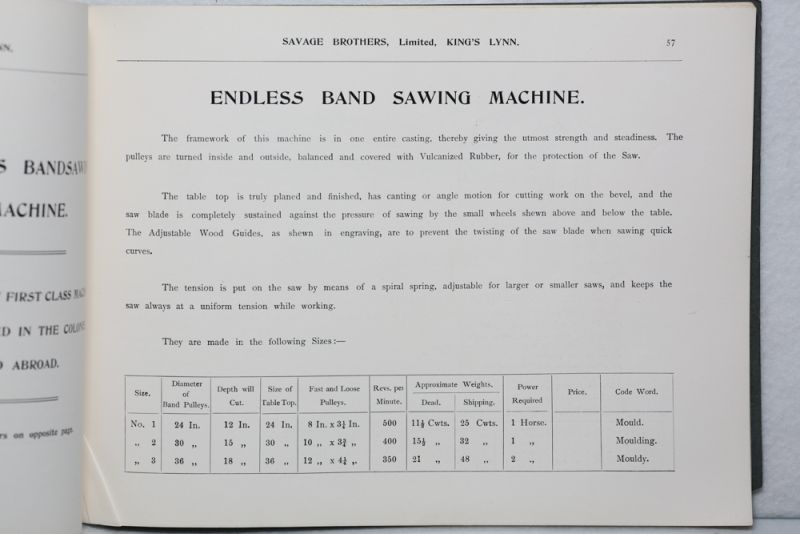 SAVAGE BROTHERS, Limited, KING'S LYNN.
57
ENDLESS BAND SAWING MACHINE.
The framework of this machine is in one entire casting, thereby giving the utmost strength and steadiness. The
pulleys are turned inside and outside, balanced and covered with Vulcanized Rubber, for the protection of the Saw.
The table top is truly planed and finished, has canting or angle motion for cutting work on the bevel, and the
saw blade is completely sustained against the pressure of sawing by the small wheels shewn above and below the table.
The Adjustable Wood Guides, as shewn in engraving, are to prevent the twisting of the saw blade when sawing quick
curves.
The tension is put on the saw by means of a spiral spring, adjustable for larger or smaller saws, and keeps the
saw always at a uniform tension while working.
They are made in the following Sizes:—
Size. Diameter of Band Pulleys. Depth will Cut. Size of Table Top. Fast and Loose Pulleys. Revs. per Minute. Approximate Weights. Dead. Shipping. Power Required Price. Code Word.
No. 1 24 In. 12 In. 24 In. 8 In. x 3¼ In. 500 11½ Cwts. 25 Cwts. 1 Horse. Mould.
„ 2 30 „ 15 „ 30 „ 10 „ x 3¾ „ 400 15½ „ 32 „ 1 „ Moulding.
„ 3 36 „ 18 „ 36 „ 12 „ x 4¼ „ 350 21 „ 48 „ 2 „ Mouldy.
ACHINE.
FIRST CLASS
IN THE
ABROAD.
on opposite page.